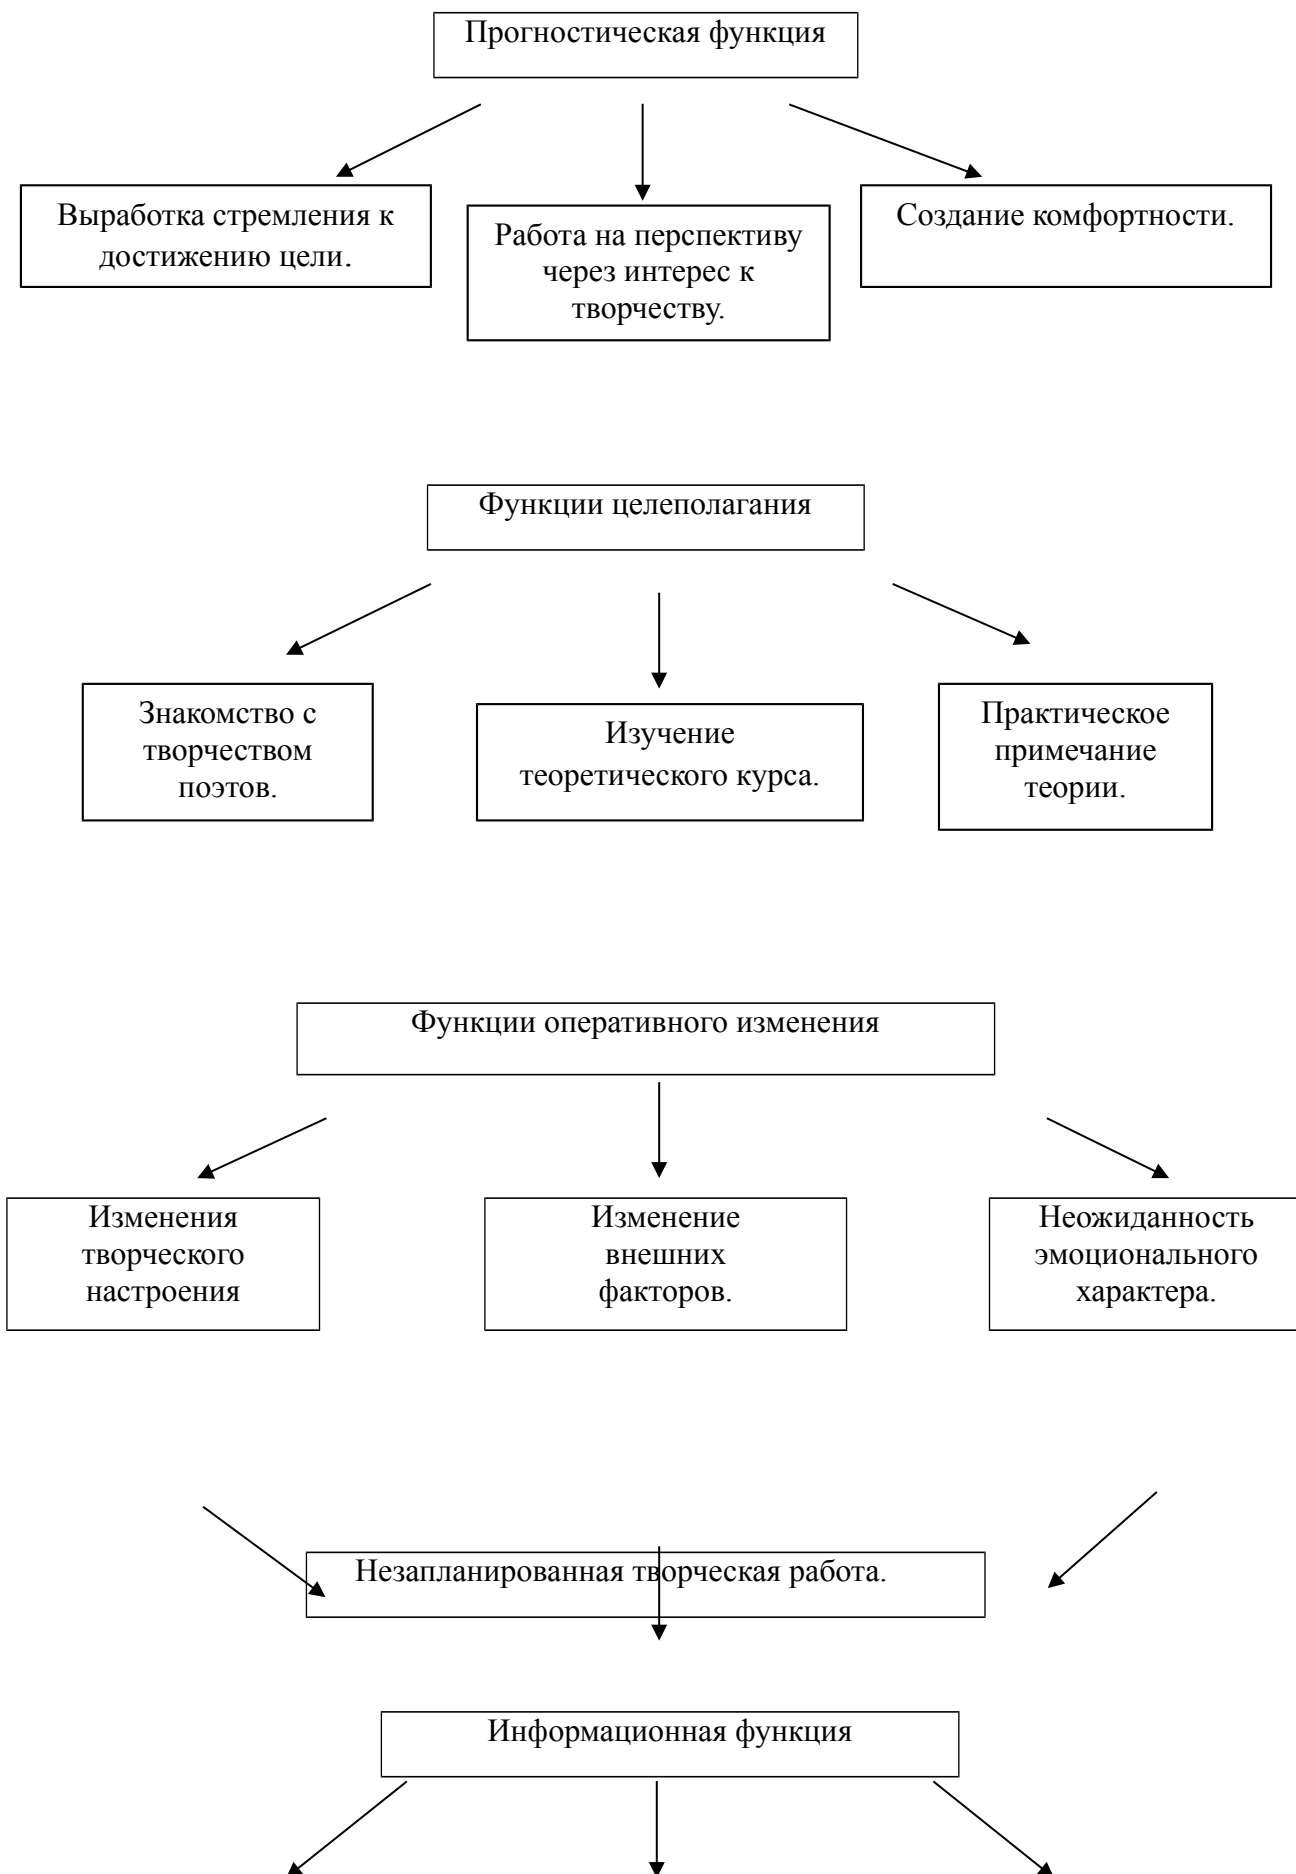 Прогностическая функция
Выработка стремления к
достижению цели.
Работа на перспективу
через интерес к
творчеству.
Создание комфортности.
Функции целеполагания
Знакомство с
творчеством
поэтов.
Изучение
теоретического курса.
Практическое
примечание
теории.
Функции оперативного изменения
Изменения
творческого
настроения
Изменение
внешних
факторов.
Неожиданность
эмоционального
характера.
Незапланированная творческая работа.
Информационная функция